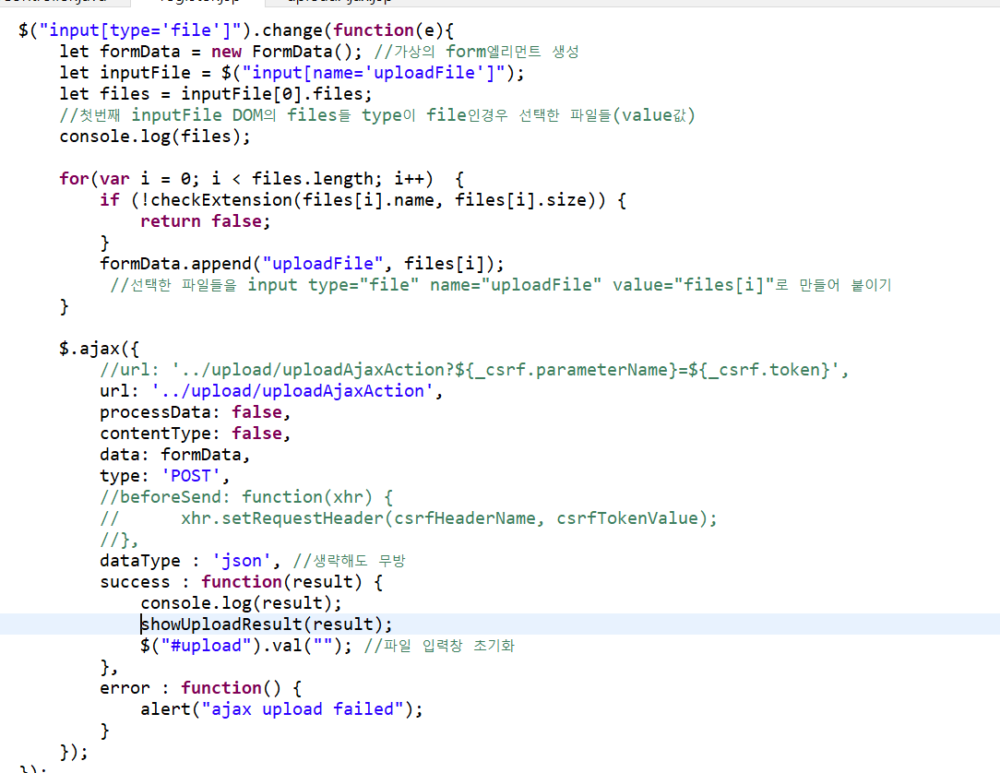 $("input[type='file']").change(function(e){
let formData = new FormData(); //가상의 form엘리먼트 생성
let inputFile = $("input[name='uploadFile']");
let files = inputFile[0].files;
//첫번째 inputFile DOM의 files들 type이 file인경우 선택한 파일들(value값)
console.log(files);
for(var i = 0; i < files.length; i++)  {
if (!checkExtension(files[i].name, files[i].size)) {
return false;
}
formData.append("uploadFile", files[i]);
//선택한 파일들을 input type="file" name="uploadFile" value="files[i]"로 만들어 붙이기
}
$.ajax({
//url: '../upload/uploadAjaxAction?${_csrf.parameterName}=${_csrf.token}',
url: '../upload/uploadAjaxAction',
processData: false,
contentType: false,
data: formData,
type: 'POST',
//beforeSend: function(xhr) {
//      xhr.setRequestHeader(csrfHeaderName, csrfTokenValue);
//},
dataType : 'json', //생략해도 무방
success : function(result) {
console.log(result);
showUploadResult(result);
$("#upload").val(""); //파일 입력창 초기화
},
error : function() {
alert("ajax upload failed");
}
});
});